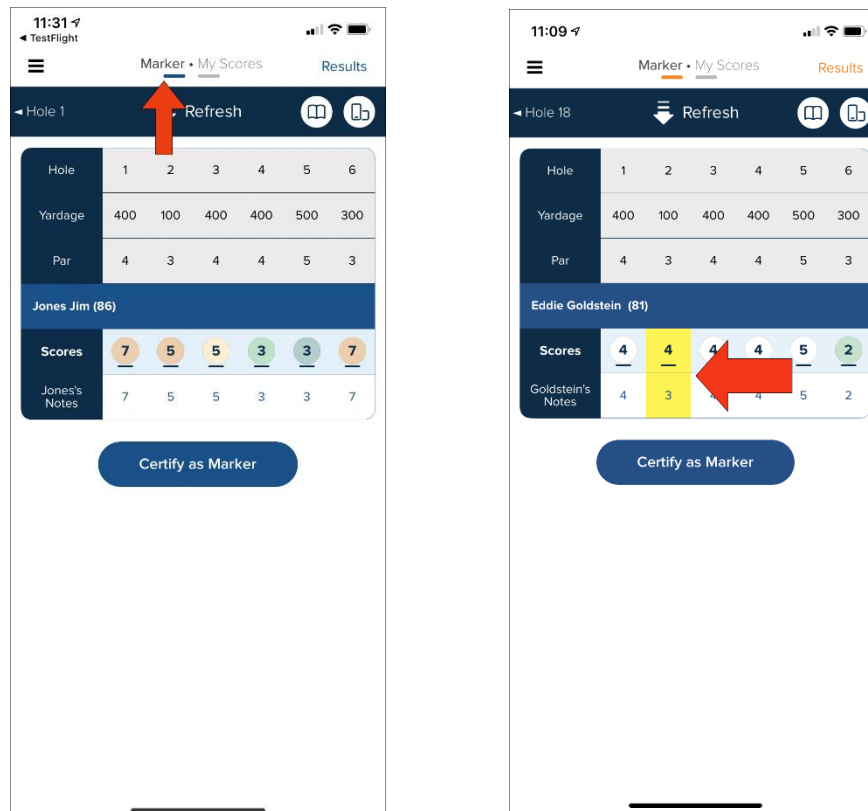 11:31
◄ TestFlight
Marker • My Scores
Results
◄ Hole 1
Refresh
Hole 1 2 3 4 5 6
Yardage 400 100 400 400 500 300
Par 4 3 4 4 5 3
Jones Jim (86)
Scores 7 5 5 3 3 7
Jones's
Notes 7 5 5 3 3 7
Certify as Marker
11:09
Marker • My Scores
Results
◄ Hole 18
Refresh
Hole 1 2 3 4 5 6
Yardage 400 100 400 400 500 300
Par 4 3 4 4 5 3
Eddie Goldstein (81)
Scores 4 4 4 4 5 2
Goldstein's
Notes 4 3 4 4 5 2
Certify as Marker